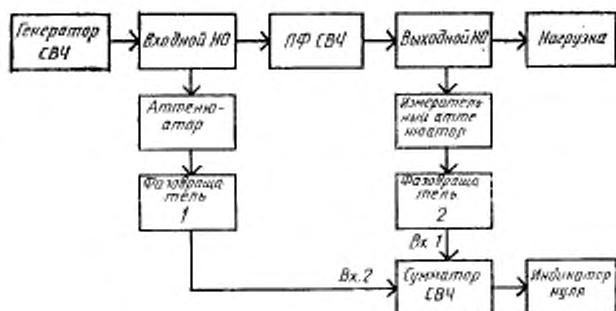 Генератор
СВЧ
Входной НО
ПФ СВЧ
Выходной НО
Нагрузка
Аттеню-
атор
Измеритель
ный атте
нюатор
Фазовраща
тель
1
Фазовраща
тель
2
Вх. 1
Вх. 2
Сумматор
СВЧ
Индикатор
нуля